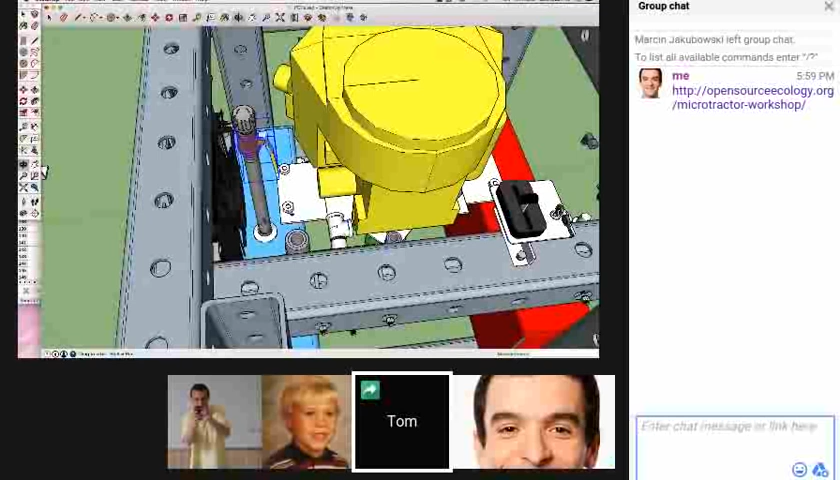 Group chat
Marcin Jakubowski left group chat.
To list all available commands enter "/?"
me
5:59 PM
http://opensourceecology.org
/microtractor-workshop/
Tom
Enter chat message or link here